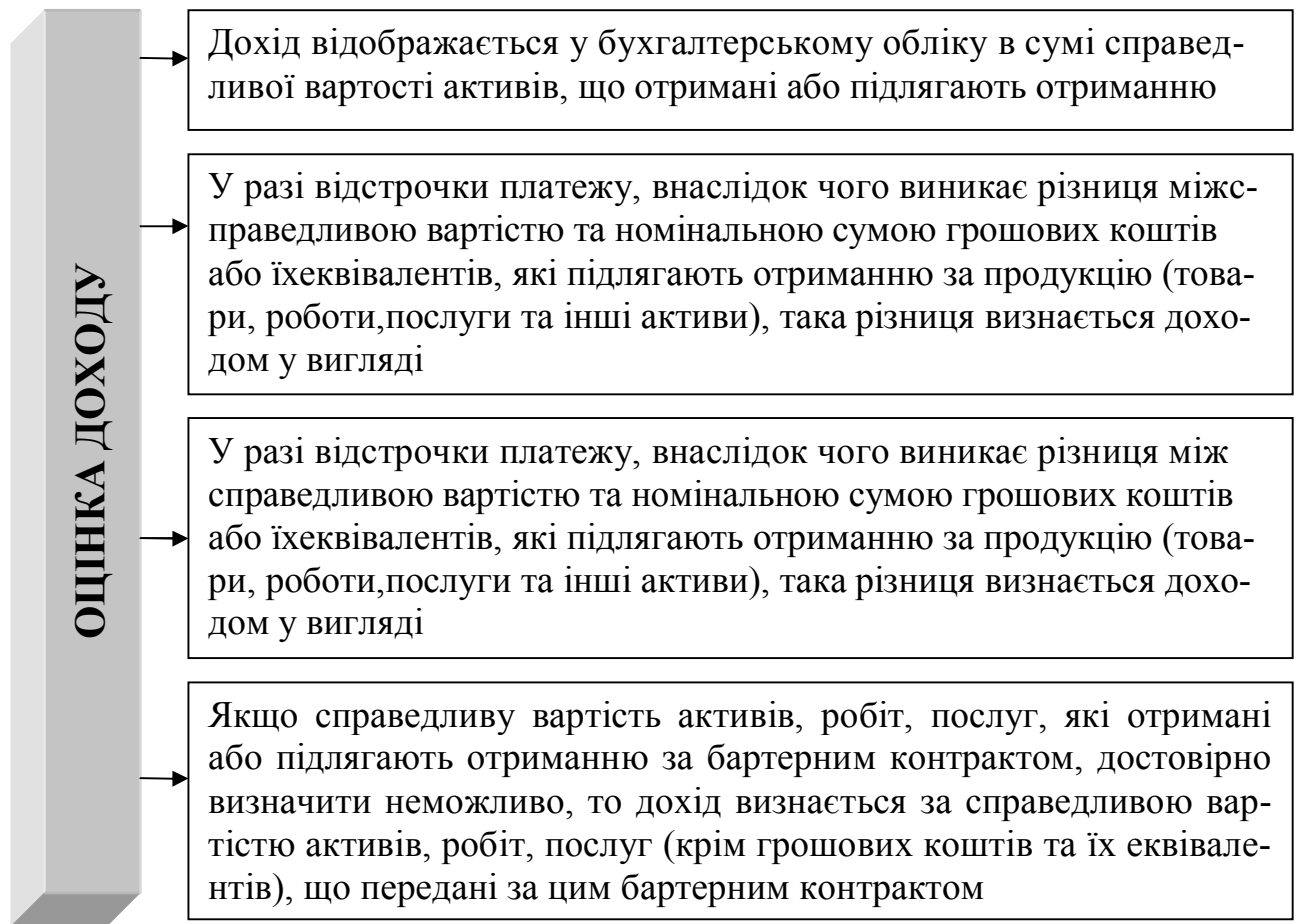 ОЦІНКА ДОХОДУ
Дохід відображається у бухгалтерському обліку в сумі справед-
ливої вартості активів, що отримані або підлягають отриманню
У разі відстрочки платежу, внаслідок чого виникає різниця міжс-
праведливою вартістю та номінальною сумою грошових коштів
або їхеквівалентів, які підлягають отриманню за продукцію (това-
ри, роботи,послуги та інші активи), така різниця визнається дохо-
дом у вигляді
У разі відстрочки платежу, внаслідок чого виникає різниця між
справедливою вартістю та номінальною сумою грошових коштів
або їхеквівалентів, які підлягають отриманню за продукцію (това-
ри, роботи,послуги та інші активи), така різниця визнається дохо-
дом у вигляді
Якщо справедливу вартість активів, робіт, послуг, які отримані
або підлягають отриманню за бартерним контрактом, достовірно
визначити неможливо, то дохід визнається за справедливою вар-
тістю активів, робіт, послуг (крім грошових коштів та їх еквівале-
нтів), що передані за цим бартерним контрактом